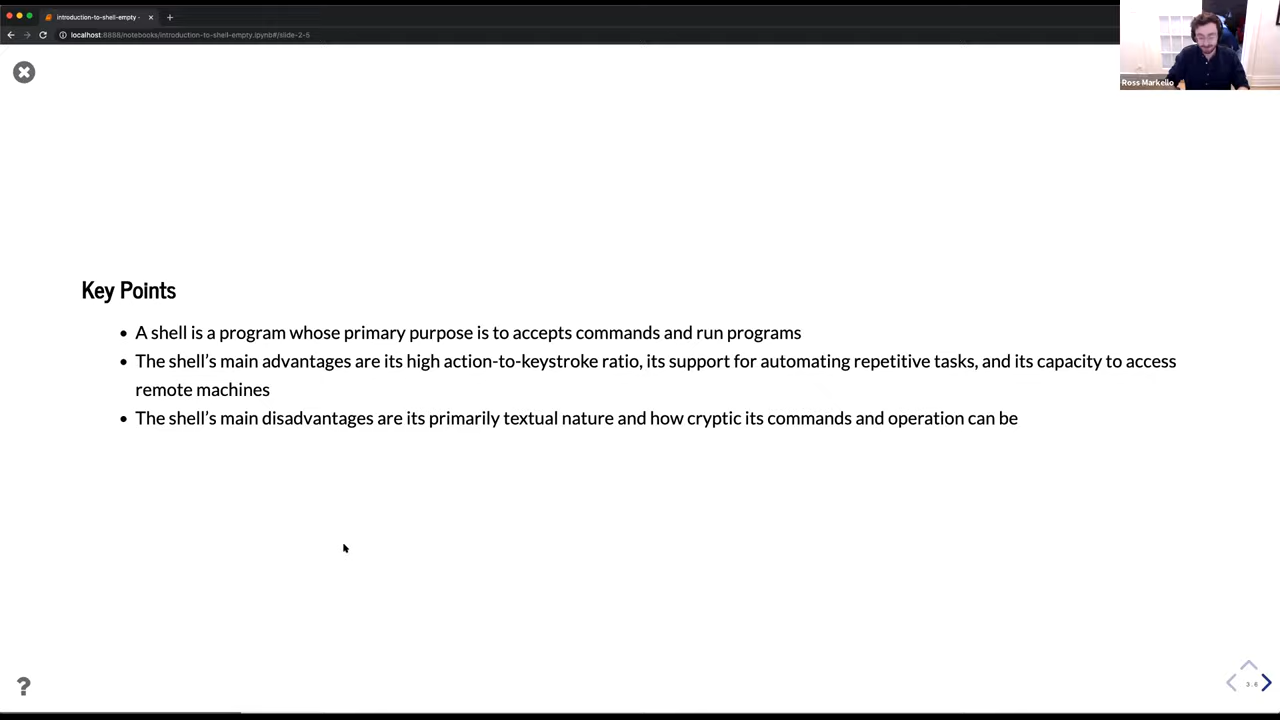 introduction-to-shell-empty -
localhost:8888/notebooks/introduction-to-shell-empty.ipynb#/slide-2-5
Ross Markello
Key Points
• A shell is a program whose primary purpose is to accepts commands and run programs
• The shell's main advantages are its high action-to-keystroke ratio, its support for automating repetitive tasks, and its capacity to access
remote machines
• The shell's main disadvantages are its primarily textual nature and how cryptic its commands and operation can be
?
3.6